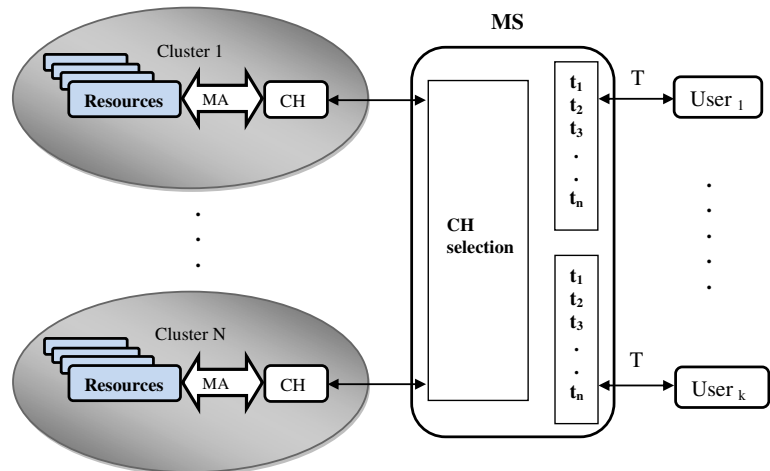 MS
Cluster 1
Resources
MA
CH
CH
selection
t1
t2
t3
.
.
tn
T
User 1
.
.
.
.
.
.
.
.
Cluster N
Resources
MA
CH
t1
t2
t3
.
.
tn
T
User k